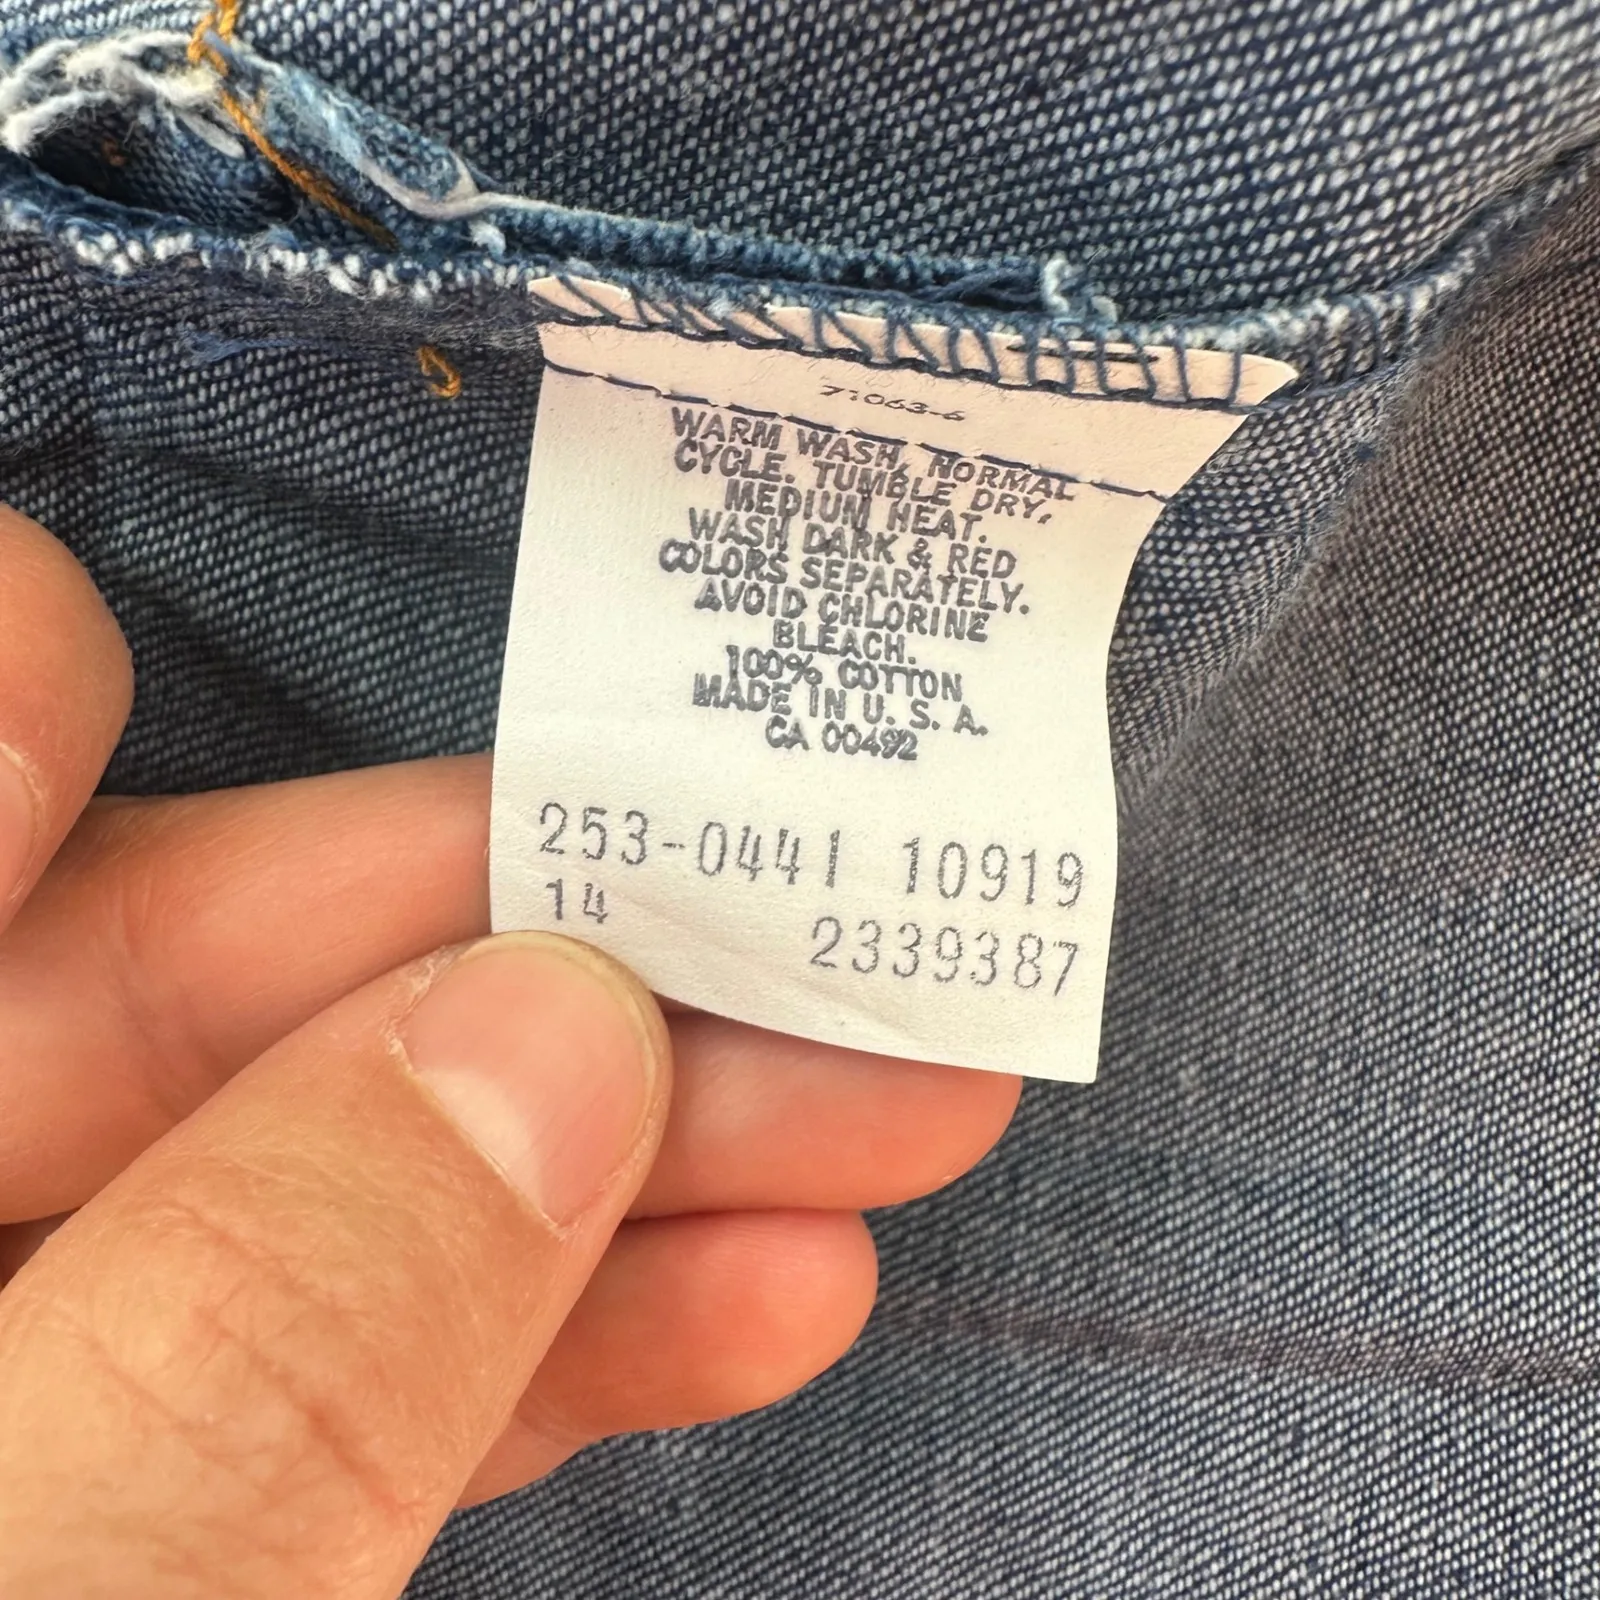 71063-6
WARM WASH, NORMAL
CYCLE. TUMBLE DRY,
MEDIUM HEAT.
WASH DARK & RED
COLORS SEPARATELY.
AVOID CHLORINE
BLEACH.
100% COTTON
MADE IN U. S. A.
CA 00492
253-0441 10919
14 2339387